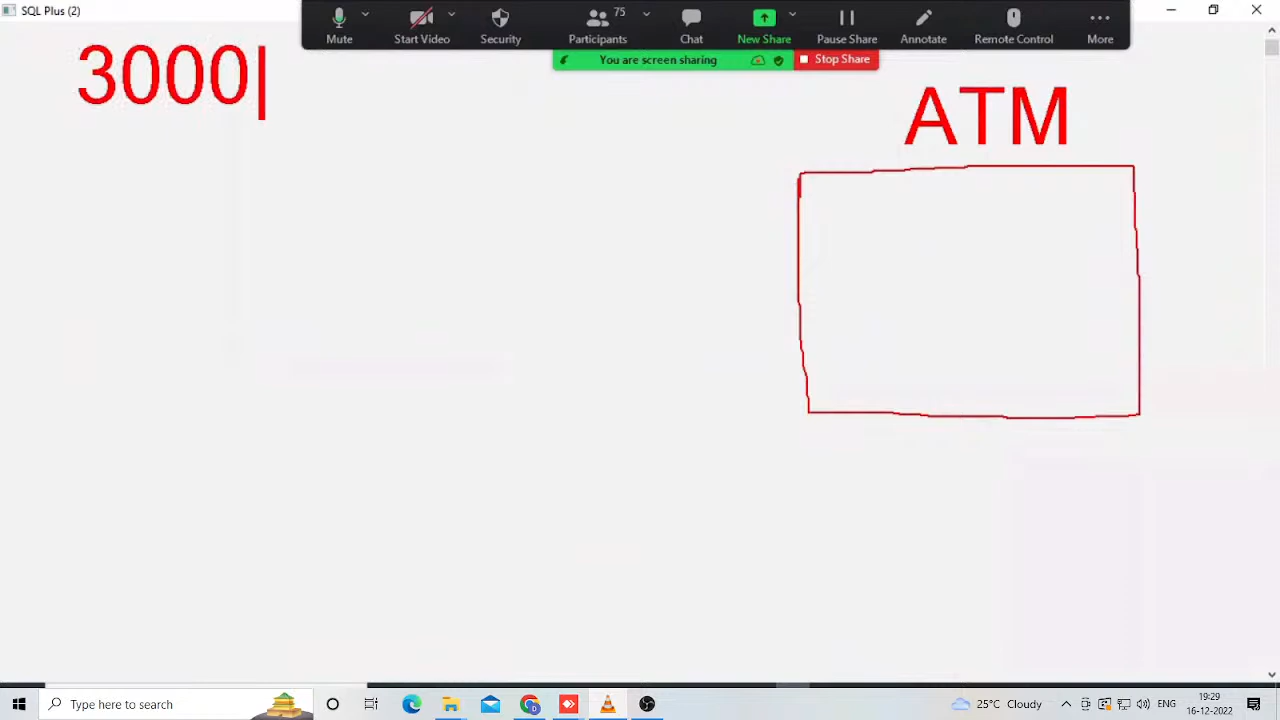 SQL Plus (2)
75
Mute
Start Video
Security
Participants
Chat
New Share
Pause Share
Annotate
Remote Control
More
You are screen sharing
Stop Share
3000
ATM
Type here to search
25°C Cloudy
ENG
19:29
16-12-2022